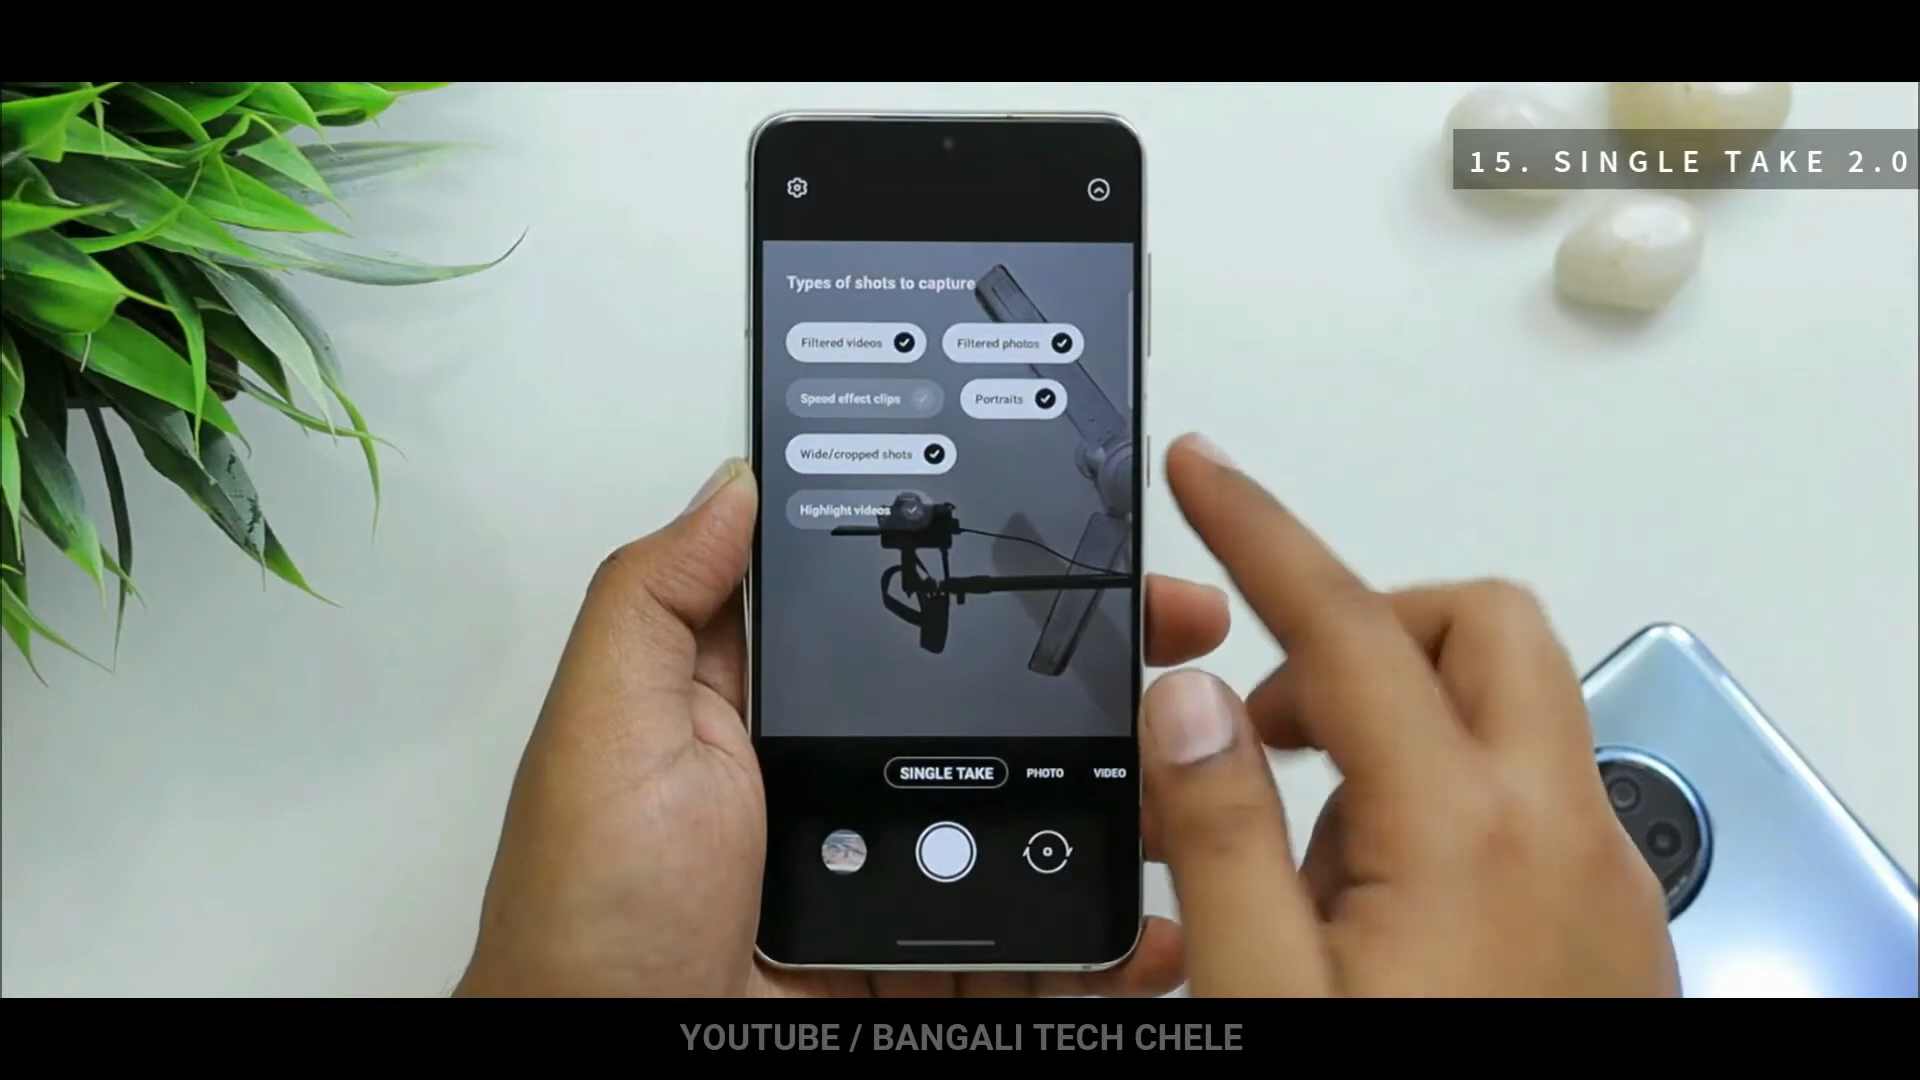 15. SINGLE TAKE 2.0
Types of shots to capture
Filtered videos
Filtered photos
Speed effect clips
Portraits
Wide/cropped shots
Highlight videos
SINGLE TAKE
PHOTO
VIDEO
YOUTUBE / BANGALI TECH CHELE